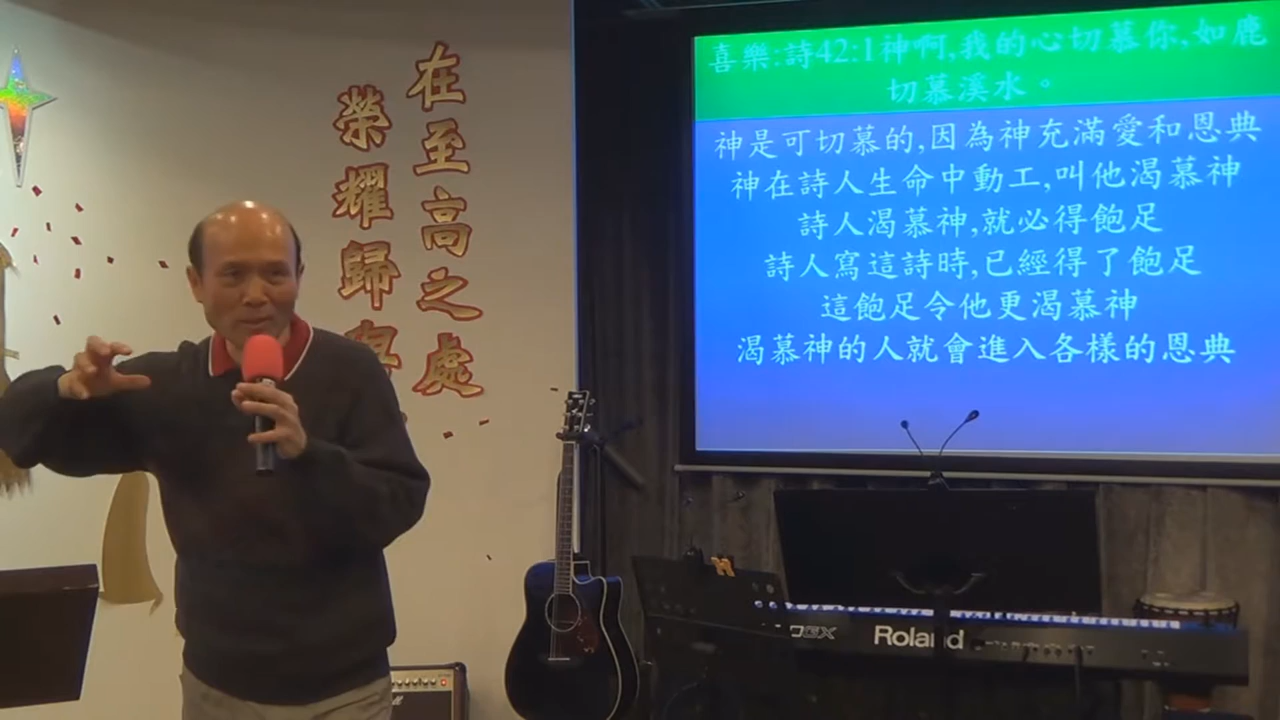 在至高之處
榮耀歸與
喜樂:詩42:1神啊,我的心切慕你,如鹿
切慕溪水。
神是可切慕的,因為神充滿愛和恩典
神在詩人生命中動工,叫他渴慕神
詩人渴慕神,就必得飽足
詩人寫這詩時,已經得了飽足
這飽足令他更渴慕神
渴慕神的人就會進入各樣的恩典
Roland